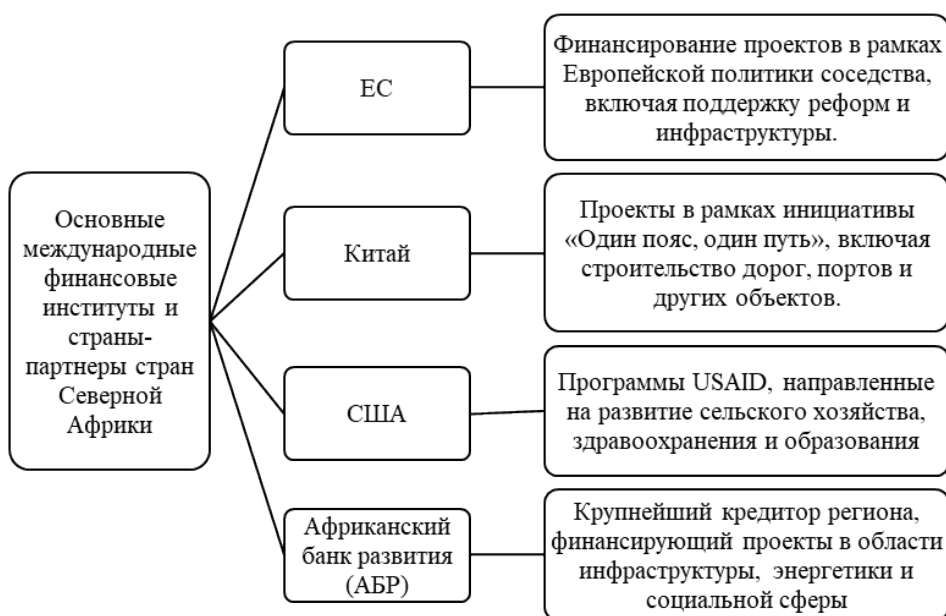 Основные
международные
финансовые
институты и
страны-
партнеры стран
Северной
Африки
ЕС
Финансирование проектов в рамках
Европейской политики соседства,
включая поддержку реформ и
инфраструктуры.
Китай
Проекты в рамках инициативы
«Один пояс, один путь», включая
строительство дорог, портов и
других объектов.
США
Программы USAID, направленные
на развитие сельского хозяйства,
здравоохранения и образования
Африканский
банк развития
(АБР)
Крупнейший кредитор региона,
финансирующий проекты в области
инфраструктуры, энергетики и
социальной сферы